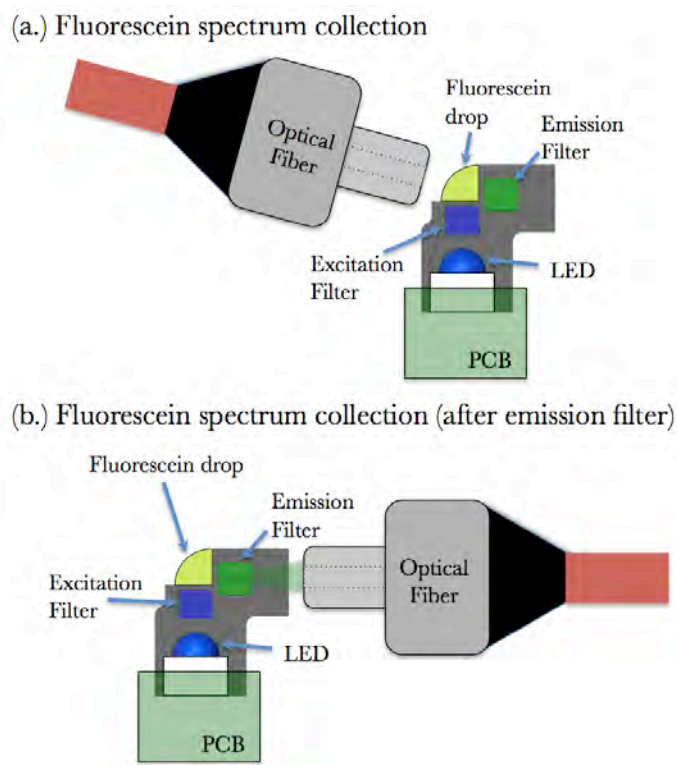 (a.) Fluorescein spectrum collection
Fluorescein
drop
Emission
Filter
Optical
Fiber
Excitation
Filter
LED
PCB
(b.) Fluorescein spectrum collection (after emission filter)
Fluorescein drop
Emission
Filter
Excitation
Filter
Optical
Fiber
LED
PCB